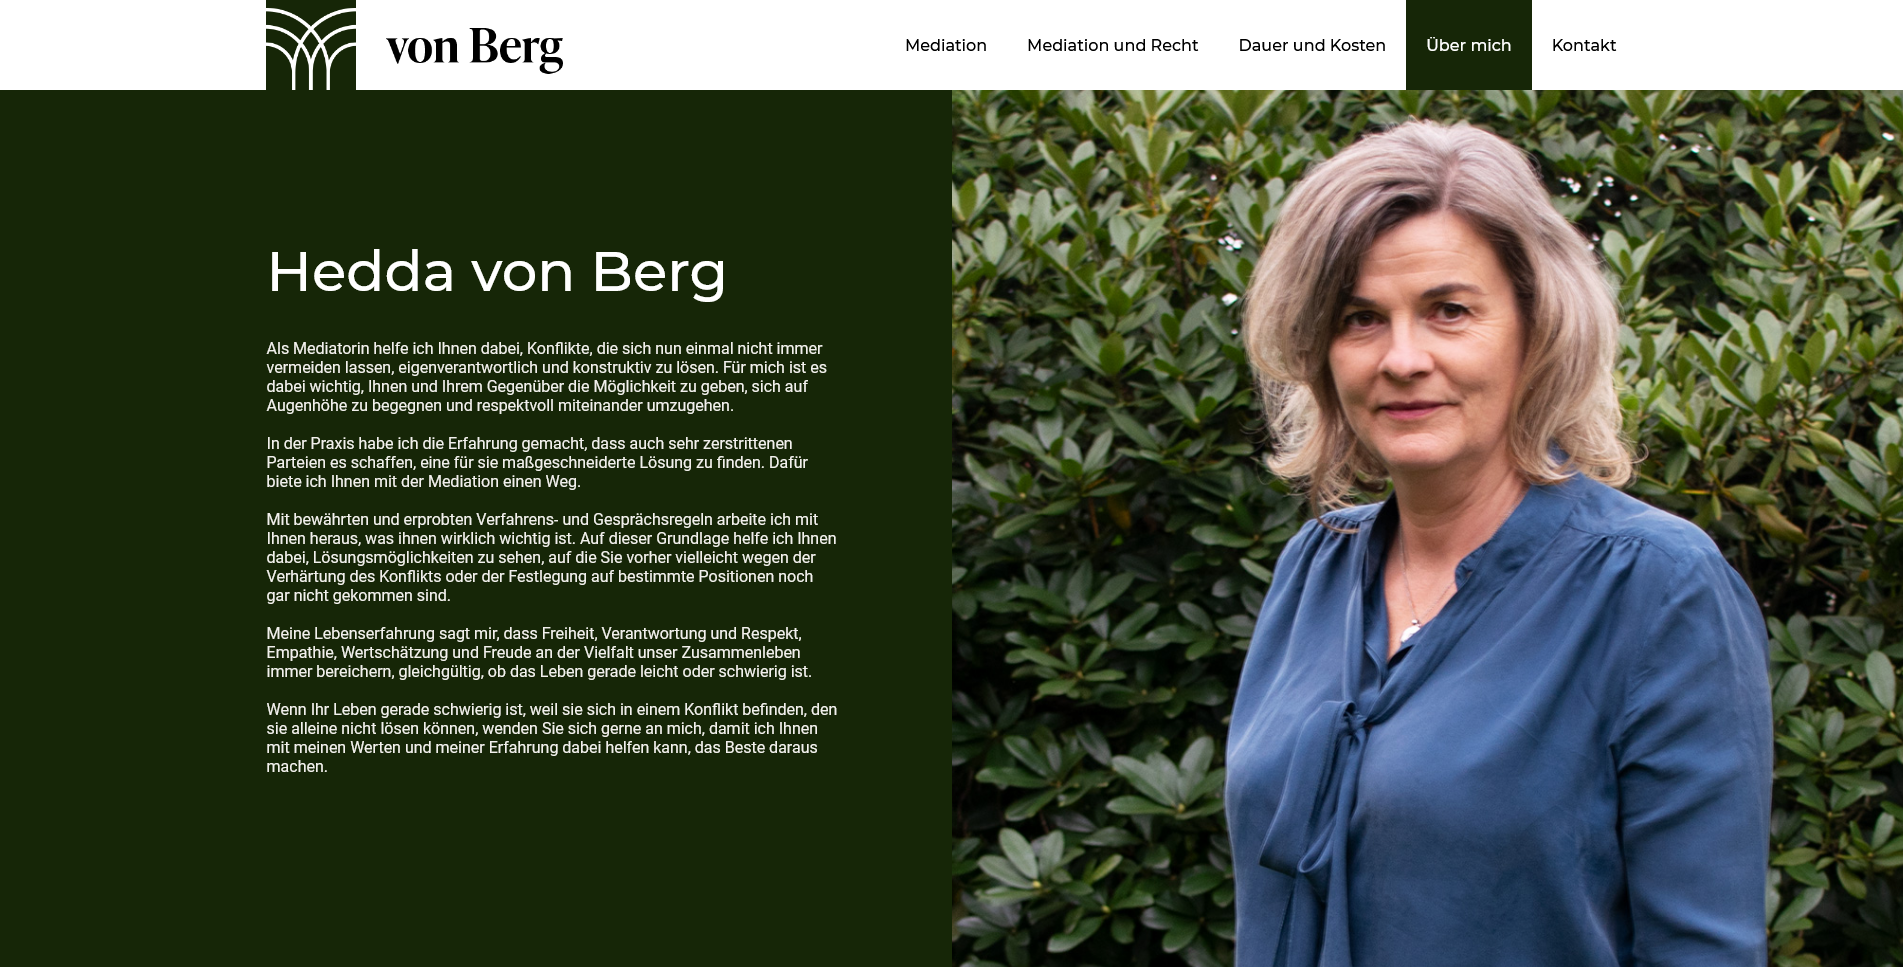 von Berg
Mediation
Mediation und Recht
Dauer und Kosten
Über mich
Kontakt
Hedda von Berg
Als Mediatorin helfe ich Ihnen dabei, Konflikte, die sich nun einmal nicht immer
vermeiden lassen, eigenverantwortlich und konstruktiv zu lösen. Für mich ist es
dabei wichtig, Ihnen und Ihrem Gegenüber die Möglichkeit zu geben, sich auf
Augenhöhe zu begegnen und respektvoll miteinander umzugehen.
In der Praxis habe ich die Erfahrung gemacht, dass auch sehr zerstrittenen
Parteien es schaffen, eine für sie maßgeschneiderte Lösung zu finden. Dafür
biete ich Ihnen mit der Mediation einen Weg.
Mit bewährten und erprobten Verfahrens- und Gesprächsregeln arbeite ich mit
Ihnen heraus, was ihnen wirklich wichtig ist. Auf dieser Grundlage helfe ich Ihnen
dabei, Lösungsmöglichkeiten zu sehen, auf die Sie vorher vielleicht wegen der
Verhärtung des Konflikts oder der Festlegung auf bestimmte Positionen noch
gar nicht gekommen sind.
Meine Lebenserfahrung sagt mir, dass Freiheit, Verantwortung und Respekt,
Empathie, Wertschätzung und Freude an der Vielfalt unser Zusammenleben
immer bereichern, gleichgültig, ob das Leben gerade leicht oder schwierig ist.
Wenn Ihr Leben gerade schwierig ist, weil sie sich in einem Konflikt befinden, den
sie alleine nicht lösen können, wenden Sie sich gerne an mich, damit ich Ihnen
mit meinen Werten und meiner Erfahrung dabei helfen kann, das Beste daraus
machen.